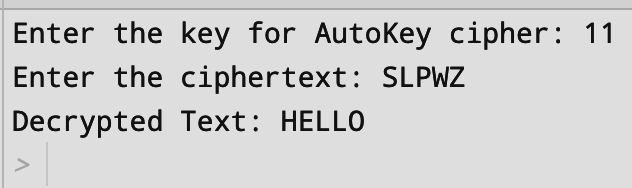 Enter the key for AutoKey cipher: 11
Enter the ciphertext: SLPWZ
Decrypted Text: HELLO
>